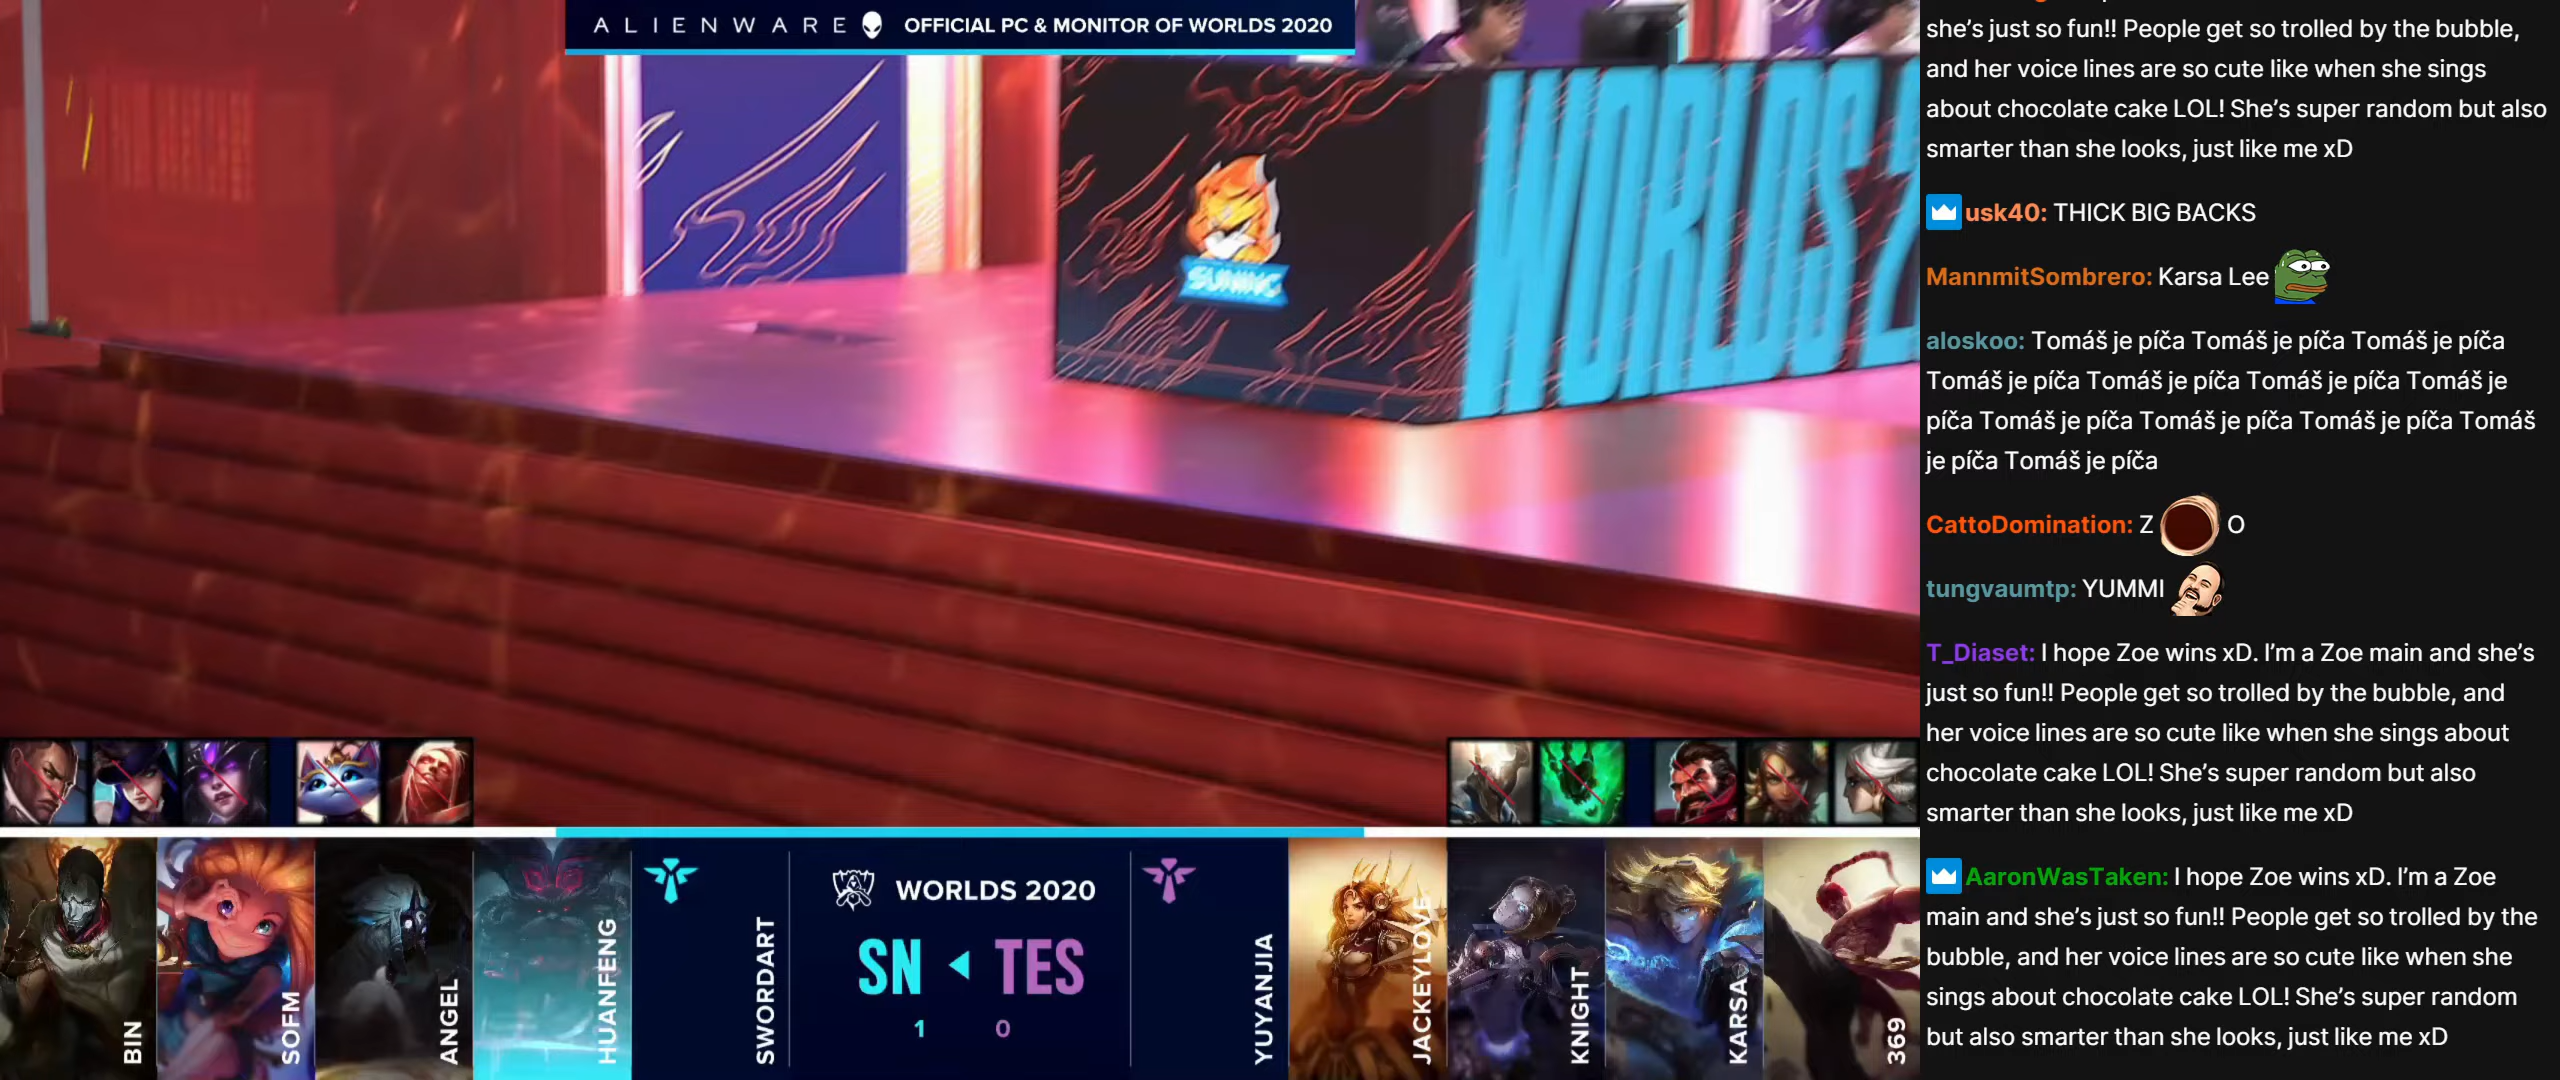 ALIENWARE OFFICIAL PC & MONITOR OF WORLDS 2020
SUNING
WORLDS 2
BIN
SOFM
ANGEL
HUANFENG
SWORDART
WORLDS 2020
SN TES
1 0
YUYANJIA
JACKEYLOVE
KNIGHT
KARSA
369
she's just so fun!! People get so trolled by the bubble,
and her voice lines are so cute like when she sings
about chocolate cake LOL! She's super random but also
smarter than she looks, just like me xD
usk40: THICK BIG BACKS
MannmitSombrero: Karsa Lee
aloskoo: Tomáš je píča Tomáš je píča Tomáš je píča
Tomáš je píča Tomáš je píča Tomáš je píča Tomáš je
píča Tomáš je píča Tomáš je píča Tomáš je píča Tomáš
je píča Tomáš je píča
CattoDomination: Z O
tungvaumtp: YUMMI
T_Diaset: I hope Zoe wins xD. I'm a Zoe main and she's
just so fun!! People get so trolled by the bubble, and
her voice lines are so cute like when she sings about
chocolate cake LOL! She's super random but also
smarter than she looks, just like me xD
AaronWasTaken: I hope Zoe wins xD. I'm a Zoe
main and she's just so fun!! People get so trolled by the
bubble, and her voice lines are so cute like when she
sings about chocolate cake LOL! She's super random
but also smarter than she looks, just like me xD